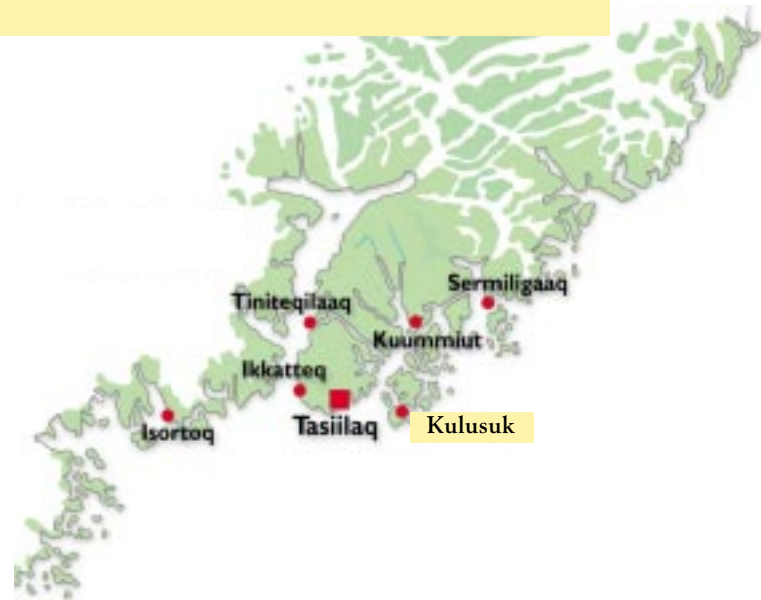 Sermiligaaq
Tiniteqilaaq
Kuummiut
Ikkatteq
Isortoq
Tasiilaq
Kulusuk